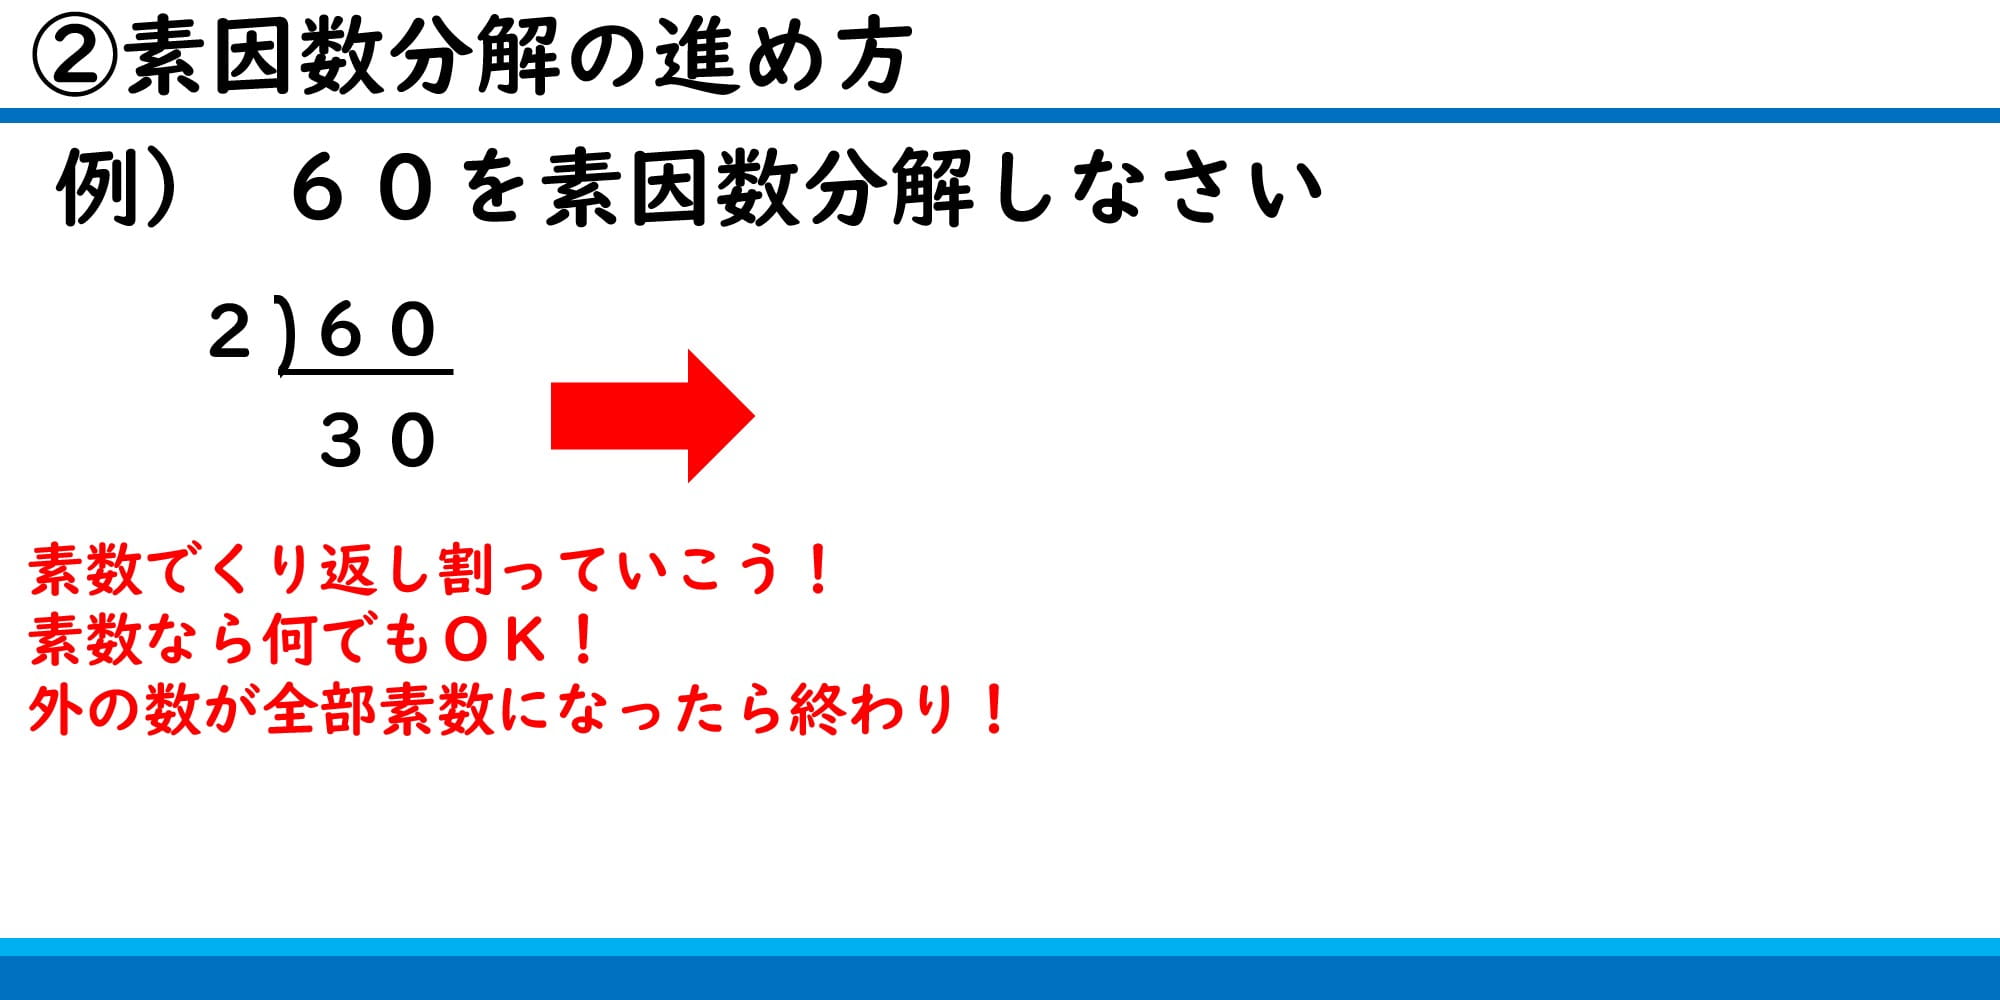 ②素因数分解の進め方
例）　６０を素因数分解しなさい
２)６０
３０
素数でくり返し割っていこう！
素数なら何でもＯＫ！
外の数が全部素数になったら終わり！